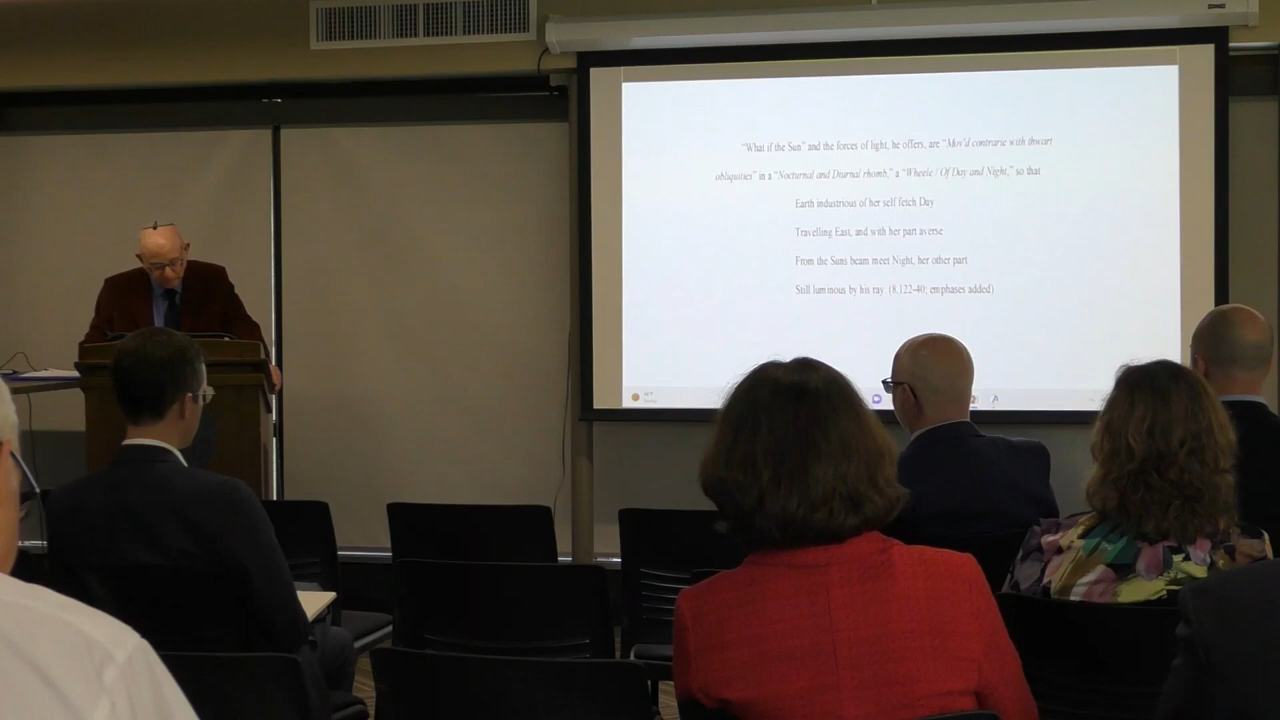 "What if the Sun" and the forces of light, he offers, are "Mov'd contrarie with thwart
obliquities" in a "Nocturnal and Diurnal rhomb," a "Wheele / Of Day and Night," so that
Earth industrious of her self fetch Day
Travelling East, and with her part averse
From the Suns beam meet Night, her other part
Still luminous by his ray. (8.122-40; emphases added)